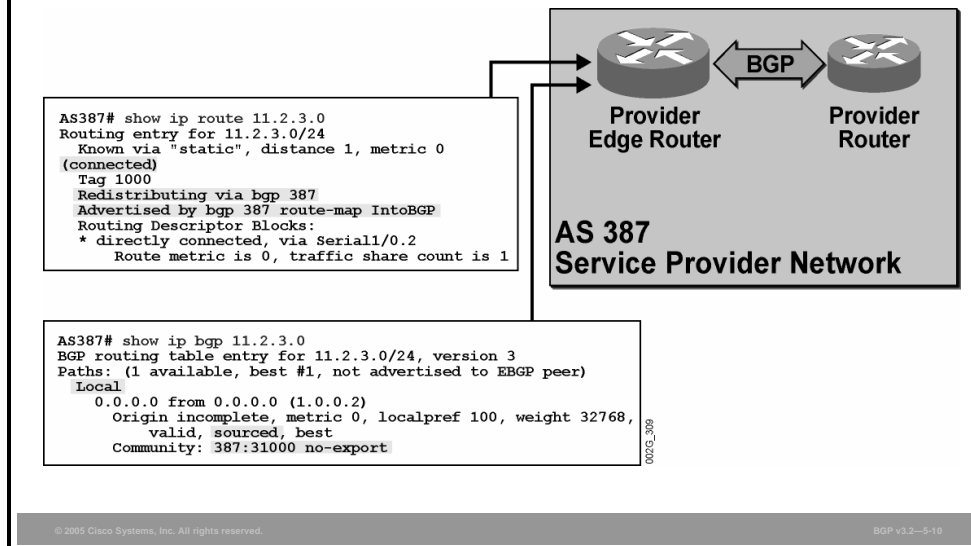 BGP
Provider
Edge Router
Provider
Router
AS 387
Service Provider Network
AS387# show ip route 11.2.3.0
Routing entry for 11.2.3.0/24
Known via "static", distance 1, metric 0
(connected)
Tag 1000
Redistributing via bgp 387
Advertised by bgp 387 route-map IntoBGP
Routing Descriptor Blocks:
* directly connected, via Serial1/0.2
Route metric is 0, traffic share count is 1
AS387# show ip bgp 11.2.3.0
BGP routing table entry for 11.2.3.0/24, version 3
Paths: (1 available, best #1, not advertised to EBGP peer)
Local
0.0.0.0 from 0.0.0.0 (1.0.0.2)
Origin incomplete, metric 0, localpref 100, weight 32768,
valid, sourced, best
Community: 387:31000 no-export
002G_309
© 2005 Cisco Systems, Inc. All rights reserved.
BGP v3.2—5-10